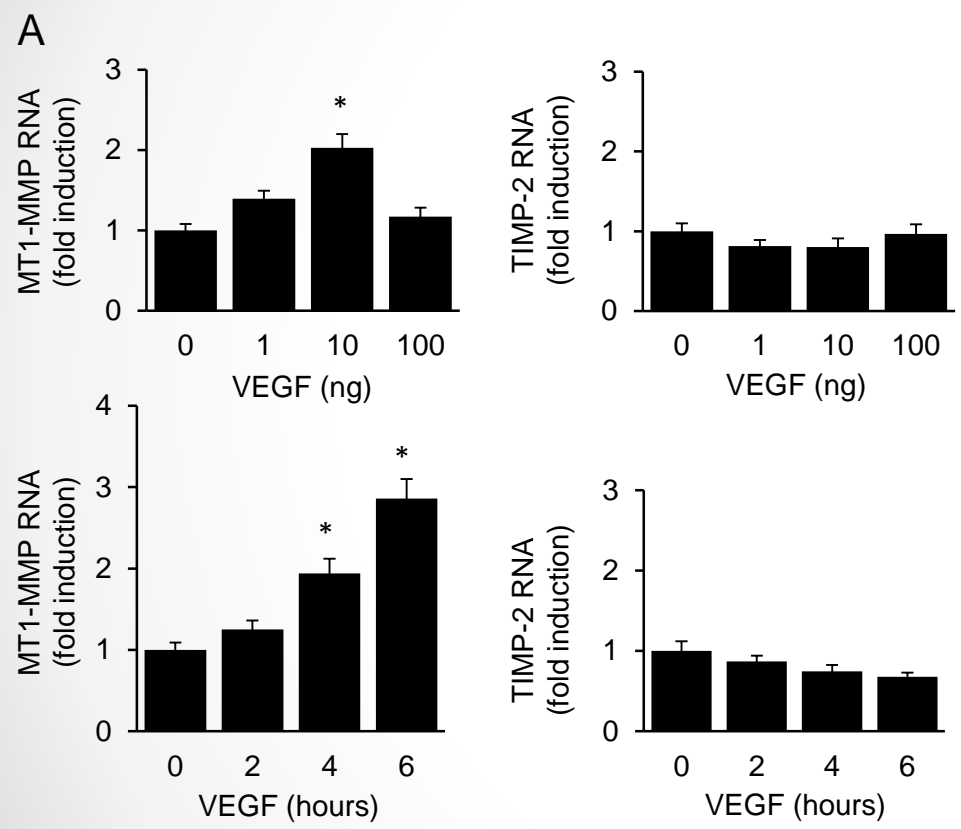 A
MT1-MMP RNA
(fold induction)
3
*
2
1
0
0 1 10 100
VEGF (ng)
TIMP-2 RNA
(fold induction)
3
2
1
0
0 1 10 100
VEGF (ng)
MT1-MMP RNA
(fold induction)
4
*
3
*
2
1
0
0 2 4 6
VEGF (hours)
TIMP-2 RNA
(fold induction)
3
2
1
0
0 2 4 6
VEGF (hours)